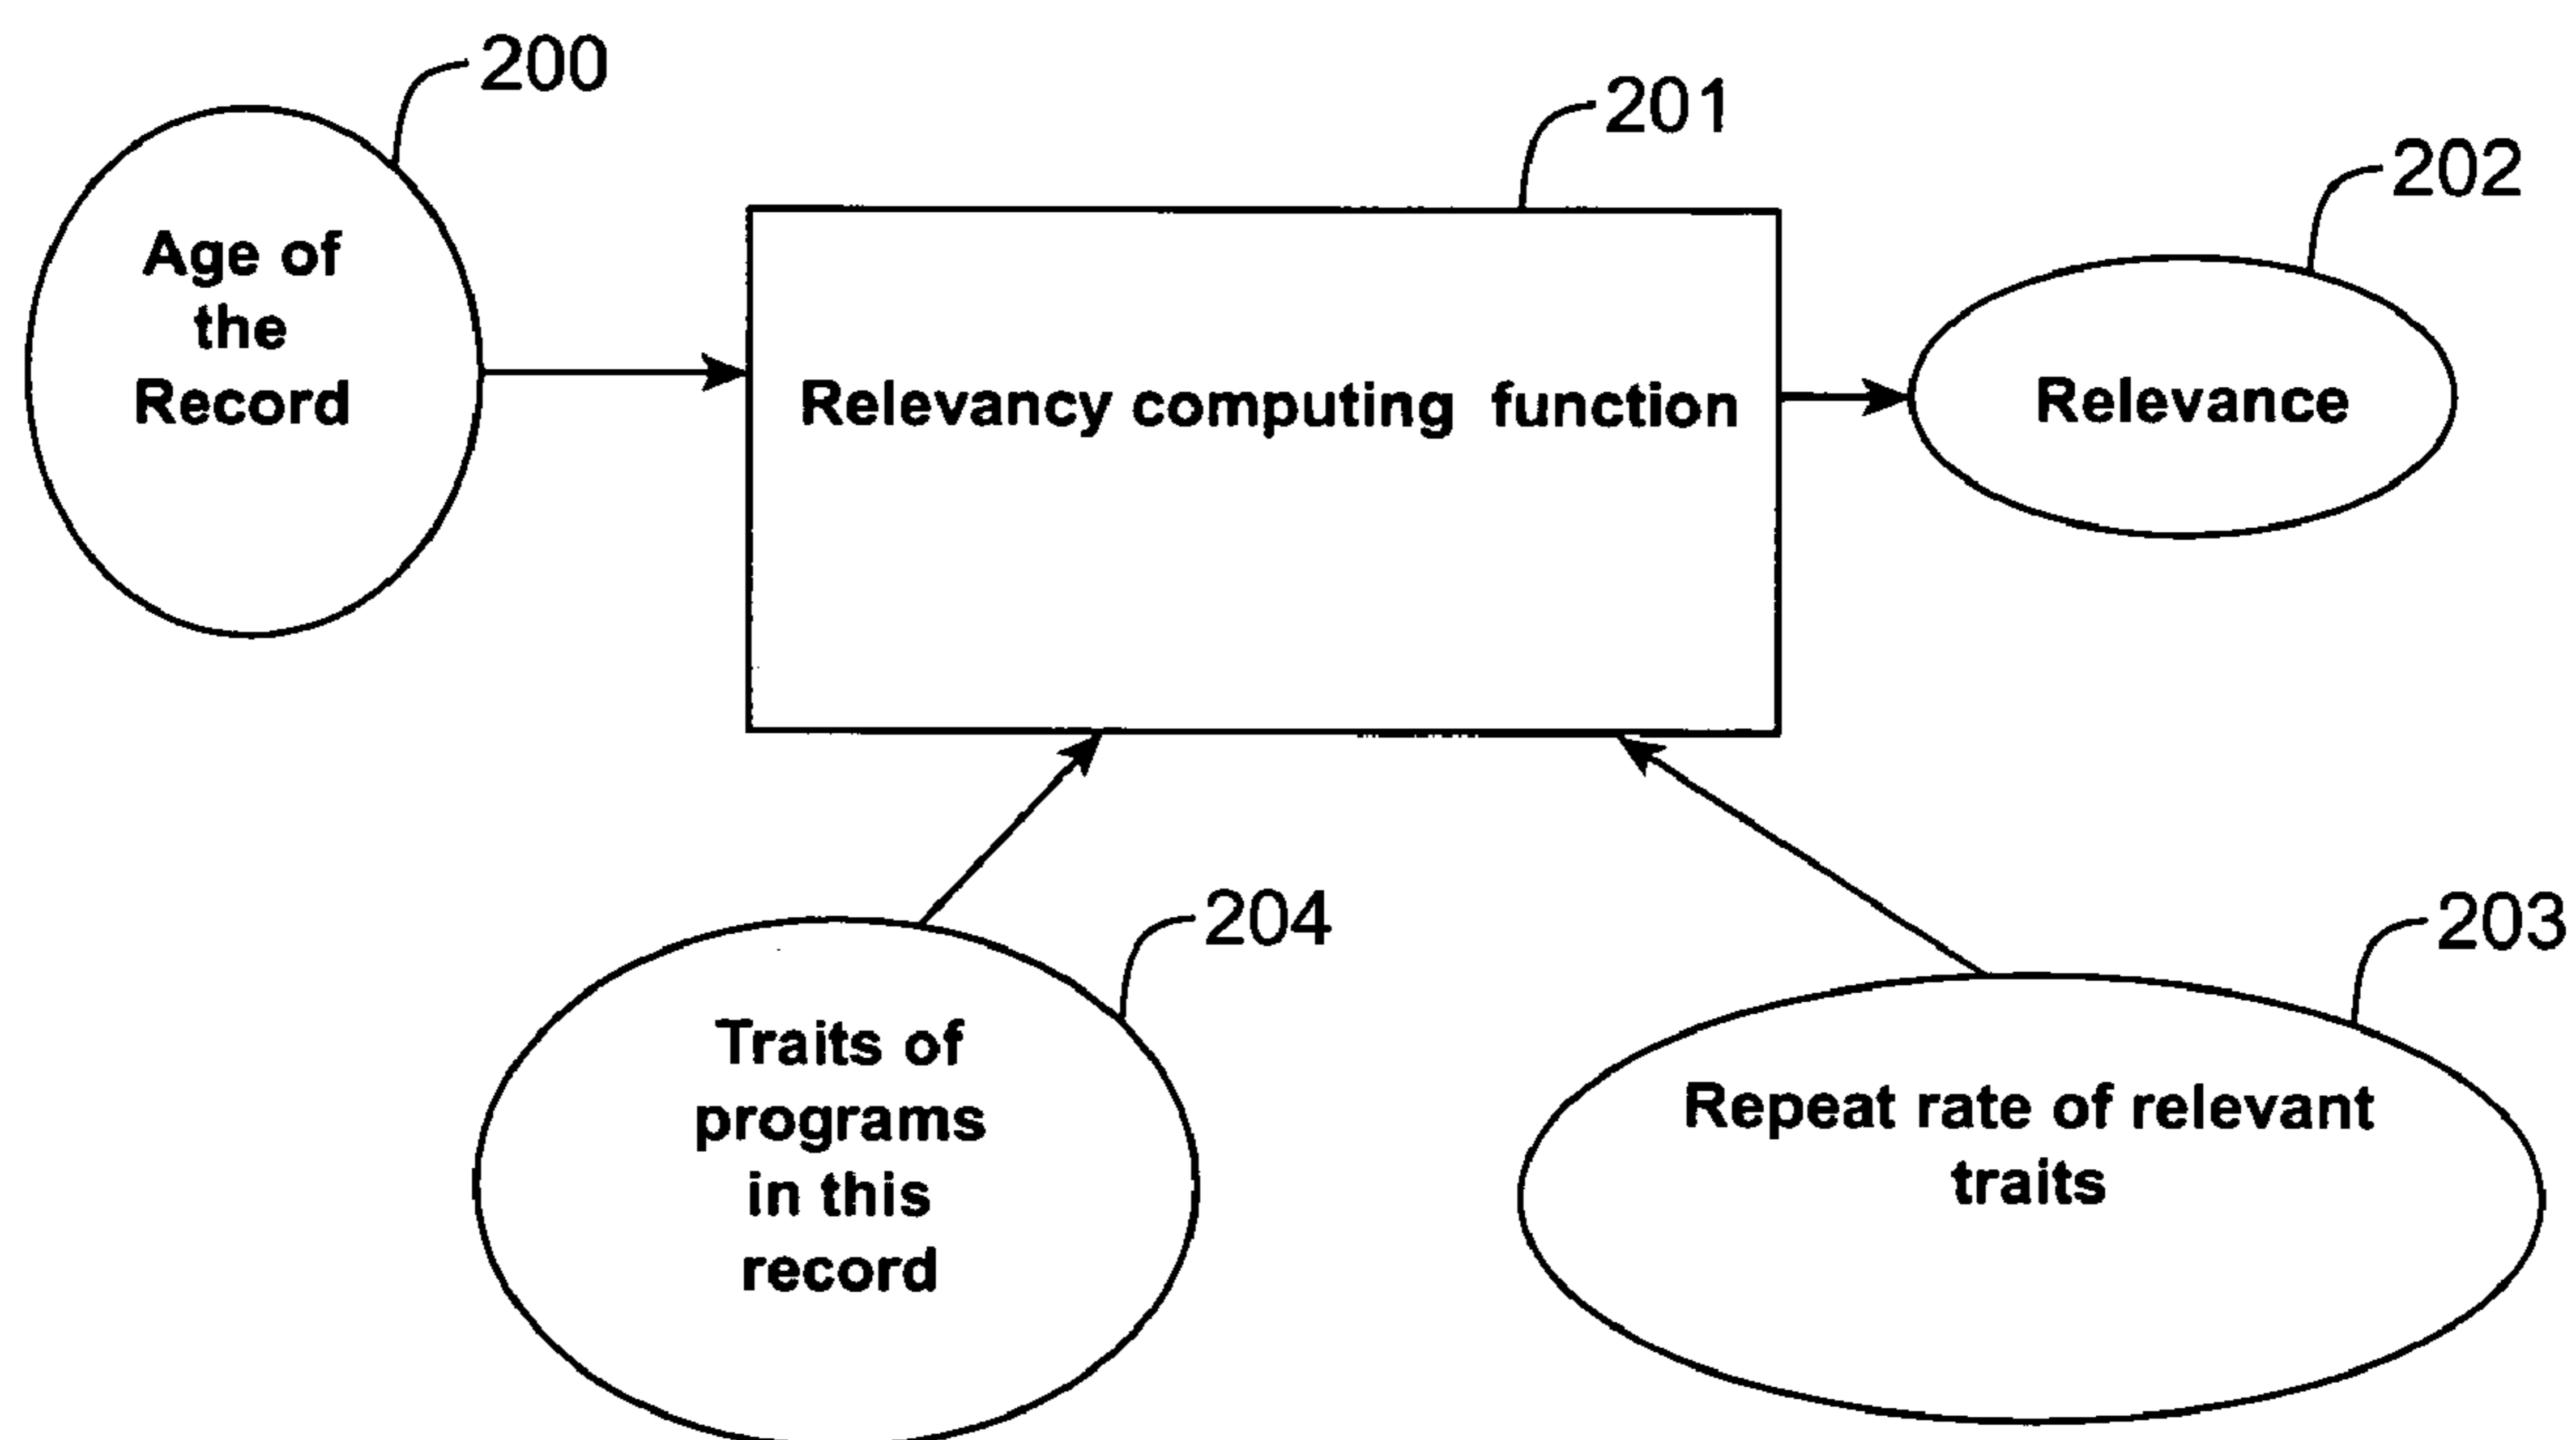 200
201
202
Age of
the
Record
Relevancy computing function
Relevance
204
203
Traits of
programs
in this
record
Repeat rate of relevant
traits